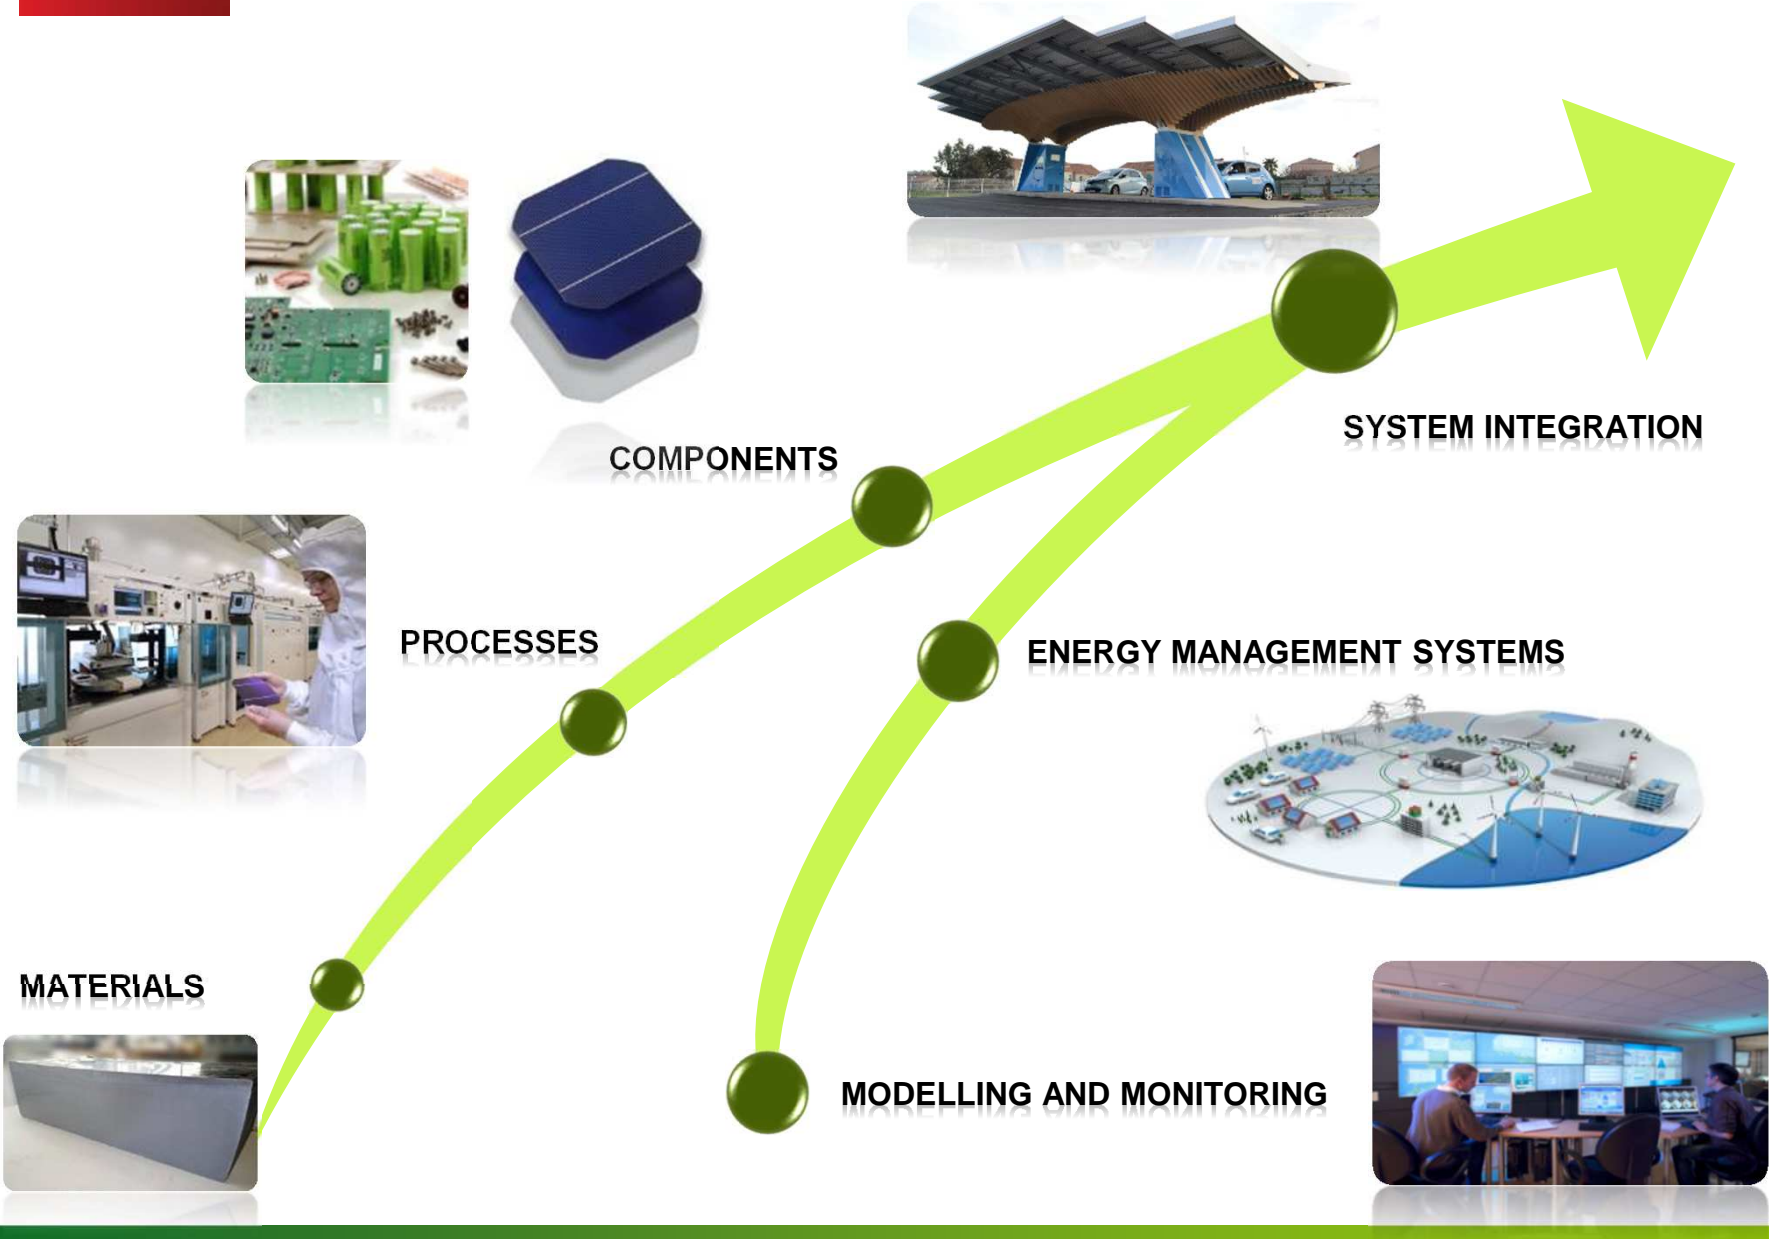 COMPONENTS
SYSTEM INTEGRATION
PROCESSES
ENERGY MANAGEMENT SYSTEMS
MATERIALS
MODELLING AND MONITORING